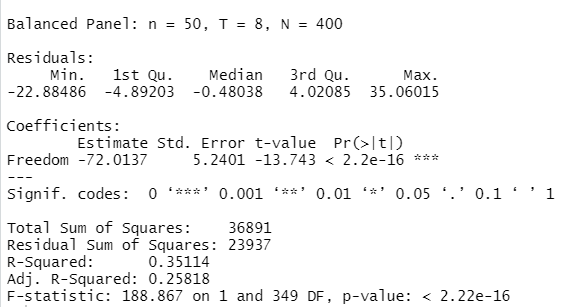 Balanced Panel: n = 50, T = 8, N = 400
Residuals:
Min. 1st Qu. Median 3rd Qu. Max.
-22.88486 -4.89203 -0.48038 4.02085 35.06015
Coefficients:
Estimate Std. Error t-value Pr(>|t|)
Freedom -72.0137 5.2401 -13.743 < 2.2e-16 ***
---
Signif. codes: 0 ‘***’ 0.001 ‘**’ 0.01 ‘*’ 0.05 ‘.’ 0.1 ‘ ’ 1
Total Sum of Squares: 36891
Residual Sum of Squares: 23937
R-Squared: 0.35114
Adj. R-Squared: 0.25818
F-statistic: 188.867 on 1 and 349 DF, p-value: < 2.22e-16